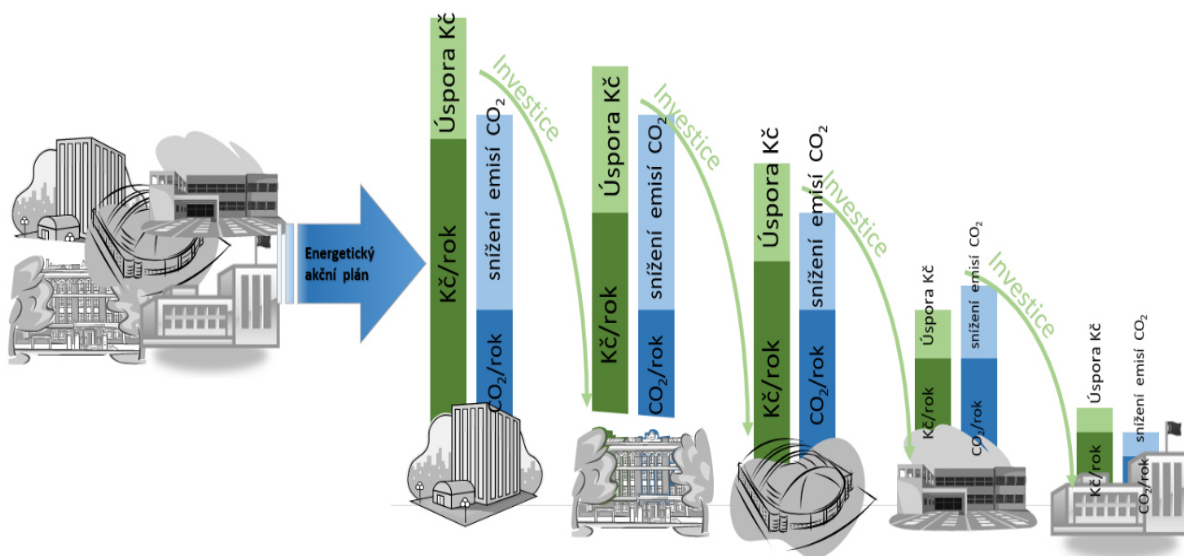 Energetický
akční plán
Úspora Kč
Kč/rok
snížení emisí CO₂
CO₂/rok
Investice
Úspora Kč
Kč/rok
snížení emisí CO₂
CO₂/rok
Investice
Úspora Kč
Kč/rok
snížení emisí CO₂
CO₂/rok
Investice
Úspora Kč
Kč/rok
snížení emisí CO₂
CO₂/rok
Investice
Úspora Kč
Kč/rok
snížení emisí CO₂
CO₂/rok